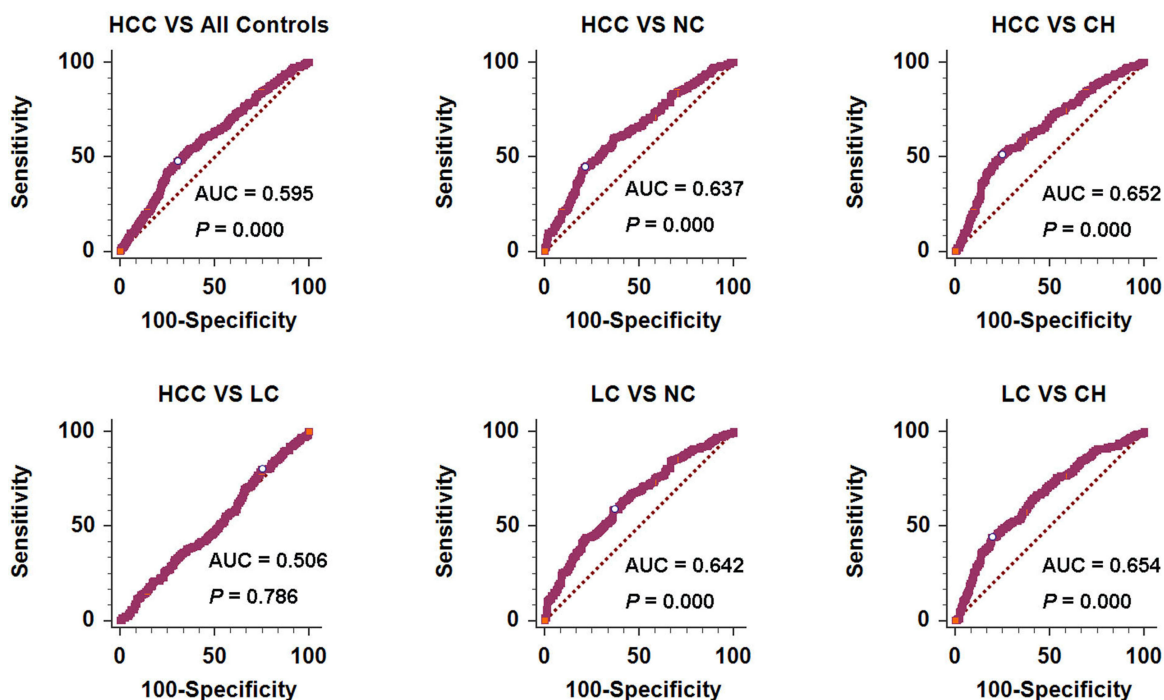 HCC VS All Controls
Sensitivity
100
50
0
AUC = 0.595
P = 0.000
0 50 100
100-Specificity
HCC VS NC
Sensitivity
100
50
0
AUC = 0.637
P = 0.000
0 50 100
100-Specificity
HCC VS CH
Sensitivity
100
50
0
AUC = 0.652
P = 0.000
0 50 100
100-Specificity
HCC VS LC
Sensitivity
100
50
0
AUC = 0.506
P = 0.786
0 50 100
100-Specificity
LC VS NC
Sensitivity
100
50
0
AUC = 0.642
P = 0.000
0 50 100
100-Specificity
LC VS CH
Sensitivity
100
50
0
AUC = 0.654
P = 0.000
0 50 100
100-Specificity